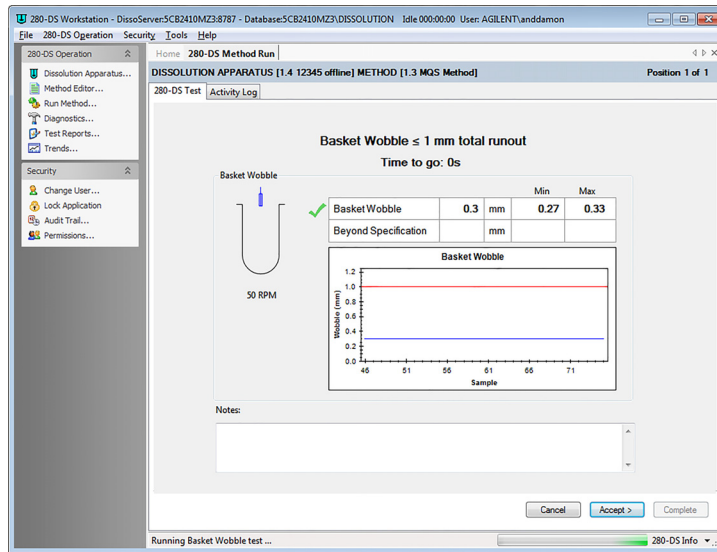 280-DS Workstation - DissoServer:5CB2410MZ3:8787 - Database:5CB2410MZ3\DISSOLUTION Idle 000:00:00 User: AGILENT\anddamon
File 280-DS Operation Security Tools Help
280-DS Operation
Dissolution Apparatus...
Method Editor...
Run Method...
Diagnostics...
Test Reports...
Trends...
Security
Change User...
Lock Application
Audit Trail...
Permissions...
Home 280-DS Method Run
DISSOLUTION APPARATUS [1.4 12345 offline] METHOD [1.3 MQS Method] Position 1 of 1
280-DS Test Activity Log
Basket Wobble ≤ 1 mm total runout
Time to go: 0s
Basket Wobble
50 RPM
Min Max
Basket Wobble 0.3 mm 0.27 0.33
Beyond Specification mm
Basket Wobble
Wobble (mm)
1.2
1.0
0.8
0.6
0.4
0.2
0.0
46 51 56 61 66 71
Sample
Notes:
Cancel Accept > Complete
Running Basket Wobble test ... 280-DS Info